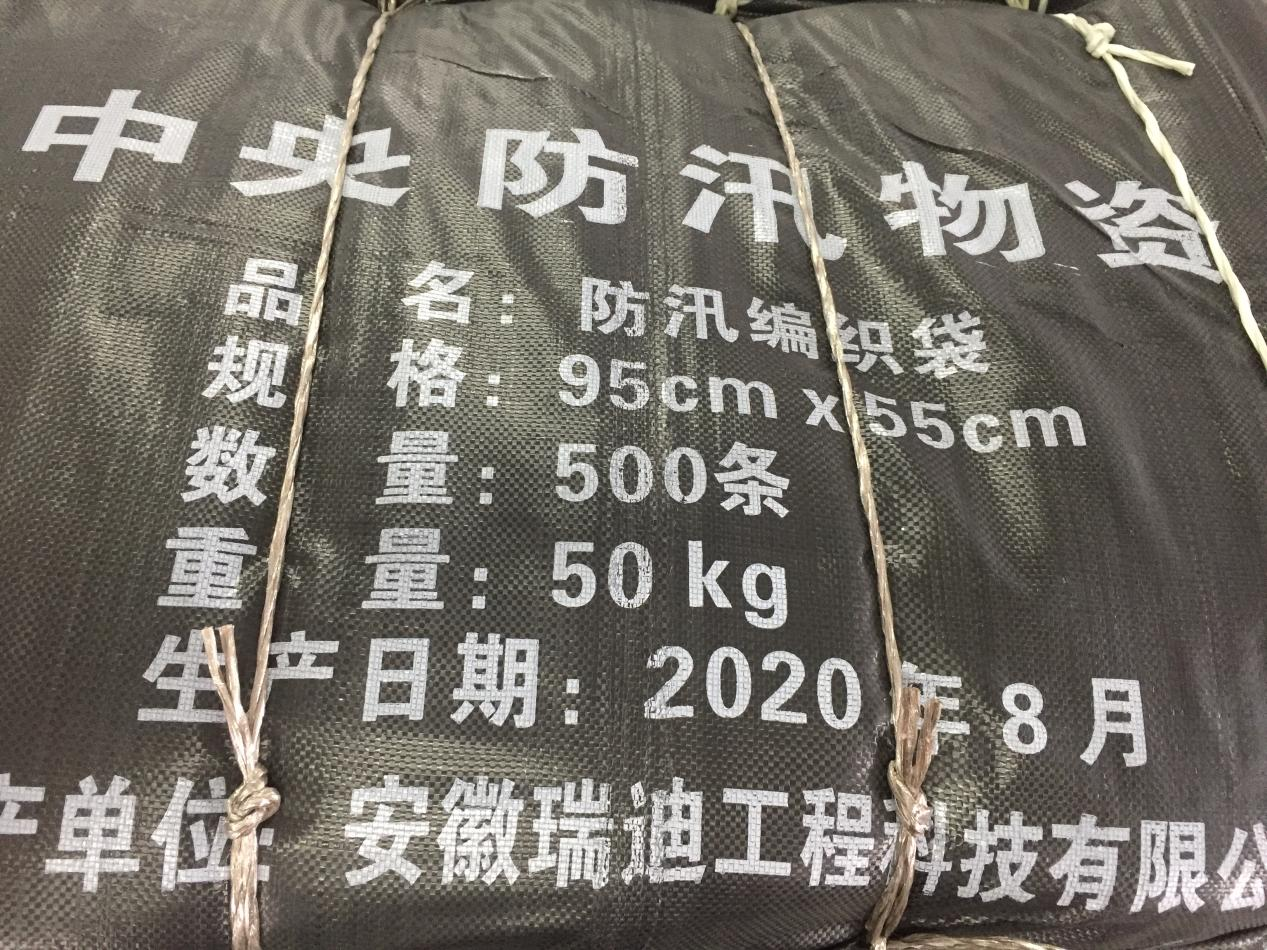 中央防汛物资
品名：防汛编织袋
规格：95cm x 55cm
数量：500条
重量：50 kg
生产日期：2020年8月
产单位：安徽瑞迪工程科技有限公